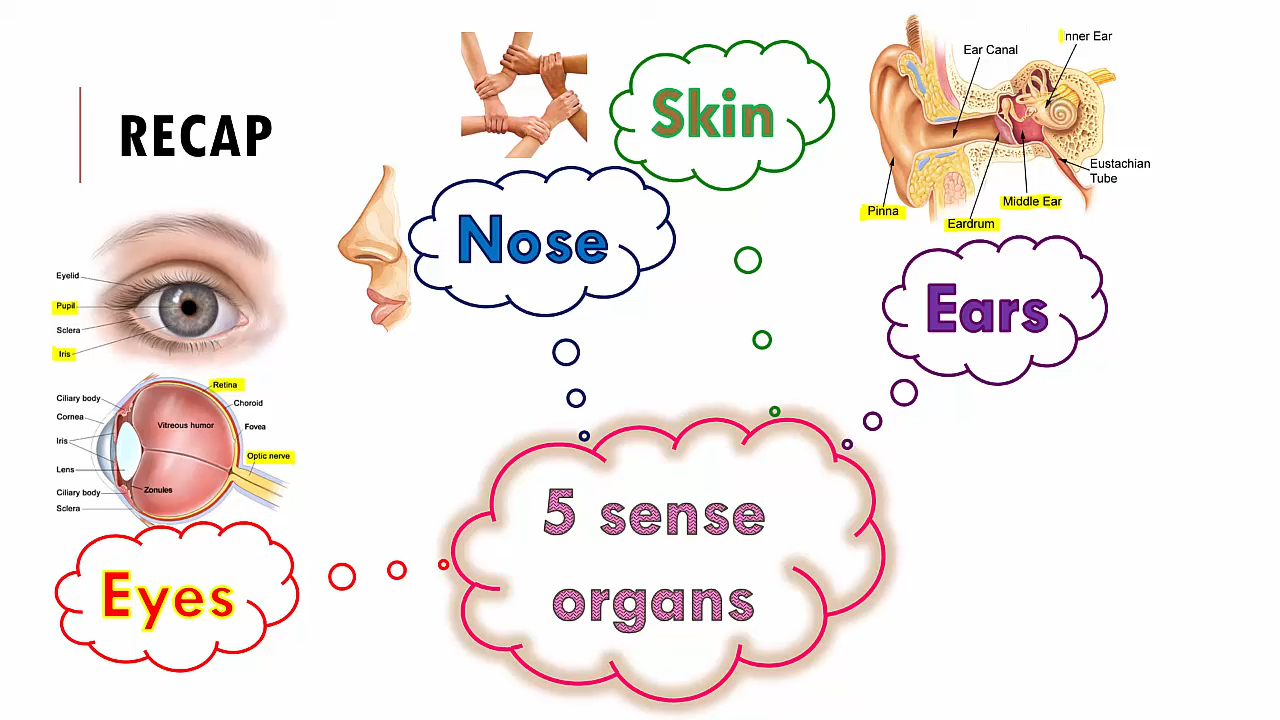 RECAP
Skin
Nose
Ear Canal
Inner Ear
Eustachian
Tube
Middle Ear
Pinna
Eardrum
Ears
Eyelid
Pupil
Sclera
Iris
Retina
Ciliary body
Choroid
Cornea
Vitreous humor
Fovea
Iris
Optic nerve
Lens
Zonules
Ciliary body
Sclera
Eyes
5 sense
organs